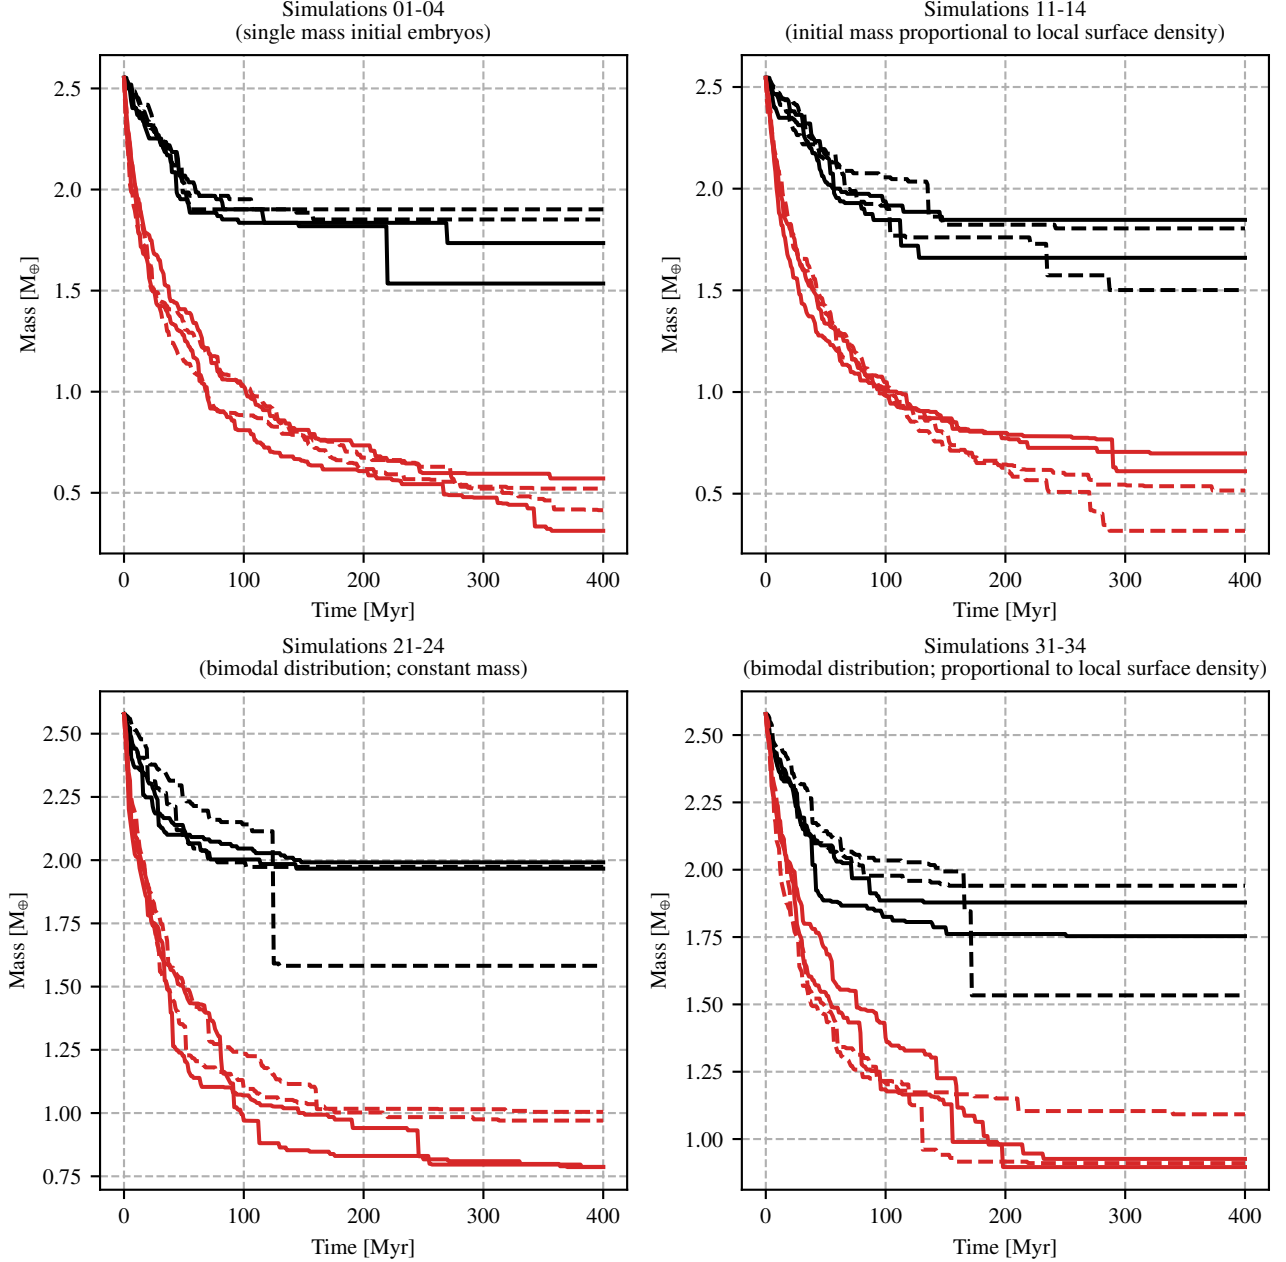 Simulations 01-04
(single mass initial embryos)
2.5
2.0
1.5
1.0
0.5
Mass [M⊕]
0 100 200 300 400
Time [Myr]
Simulations 11-14
(initial mass proportional to local surface density)
2.5
2.0
1.5
1.0
0.5
Mass [M⊕]
0 100 200 300 400
Time [Myr]
Simulations 21-24
(bimodal distribution; constant mass)
2.50
2.25
2.00
1.75
1.50
1.25
1.00
0.75
Mass [M⊕]
0 100 200 300 400
Time [Myr]
Simulations 31-34
(bimodal distribution; proportional to local surface density)
2.50
2.25
2.00
1.75
1.50
1.25
1.00
Mass [M⊕]
0 100 200 300 400
Time [Myr]